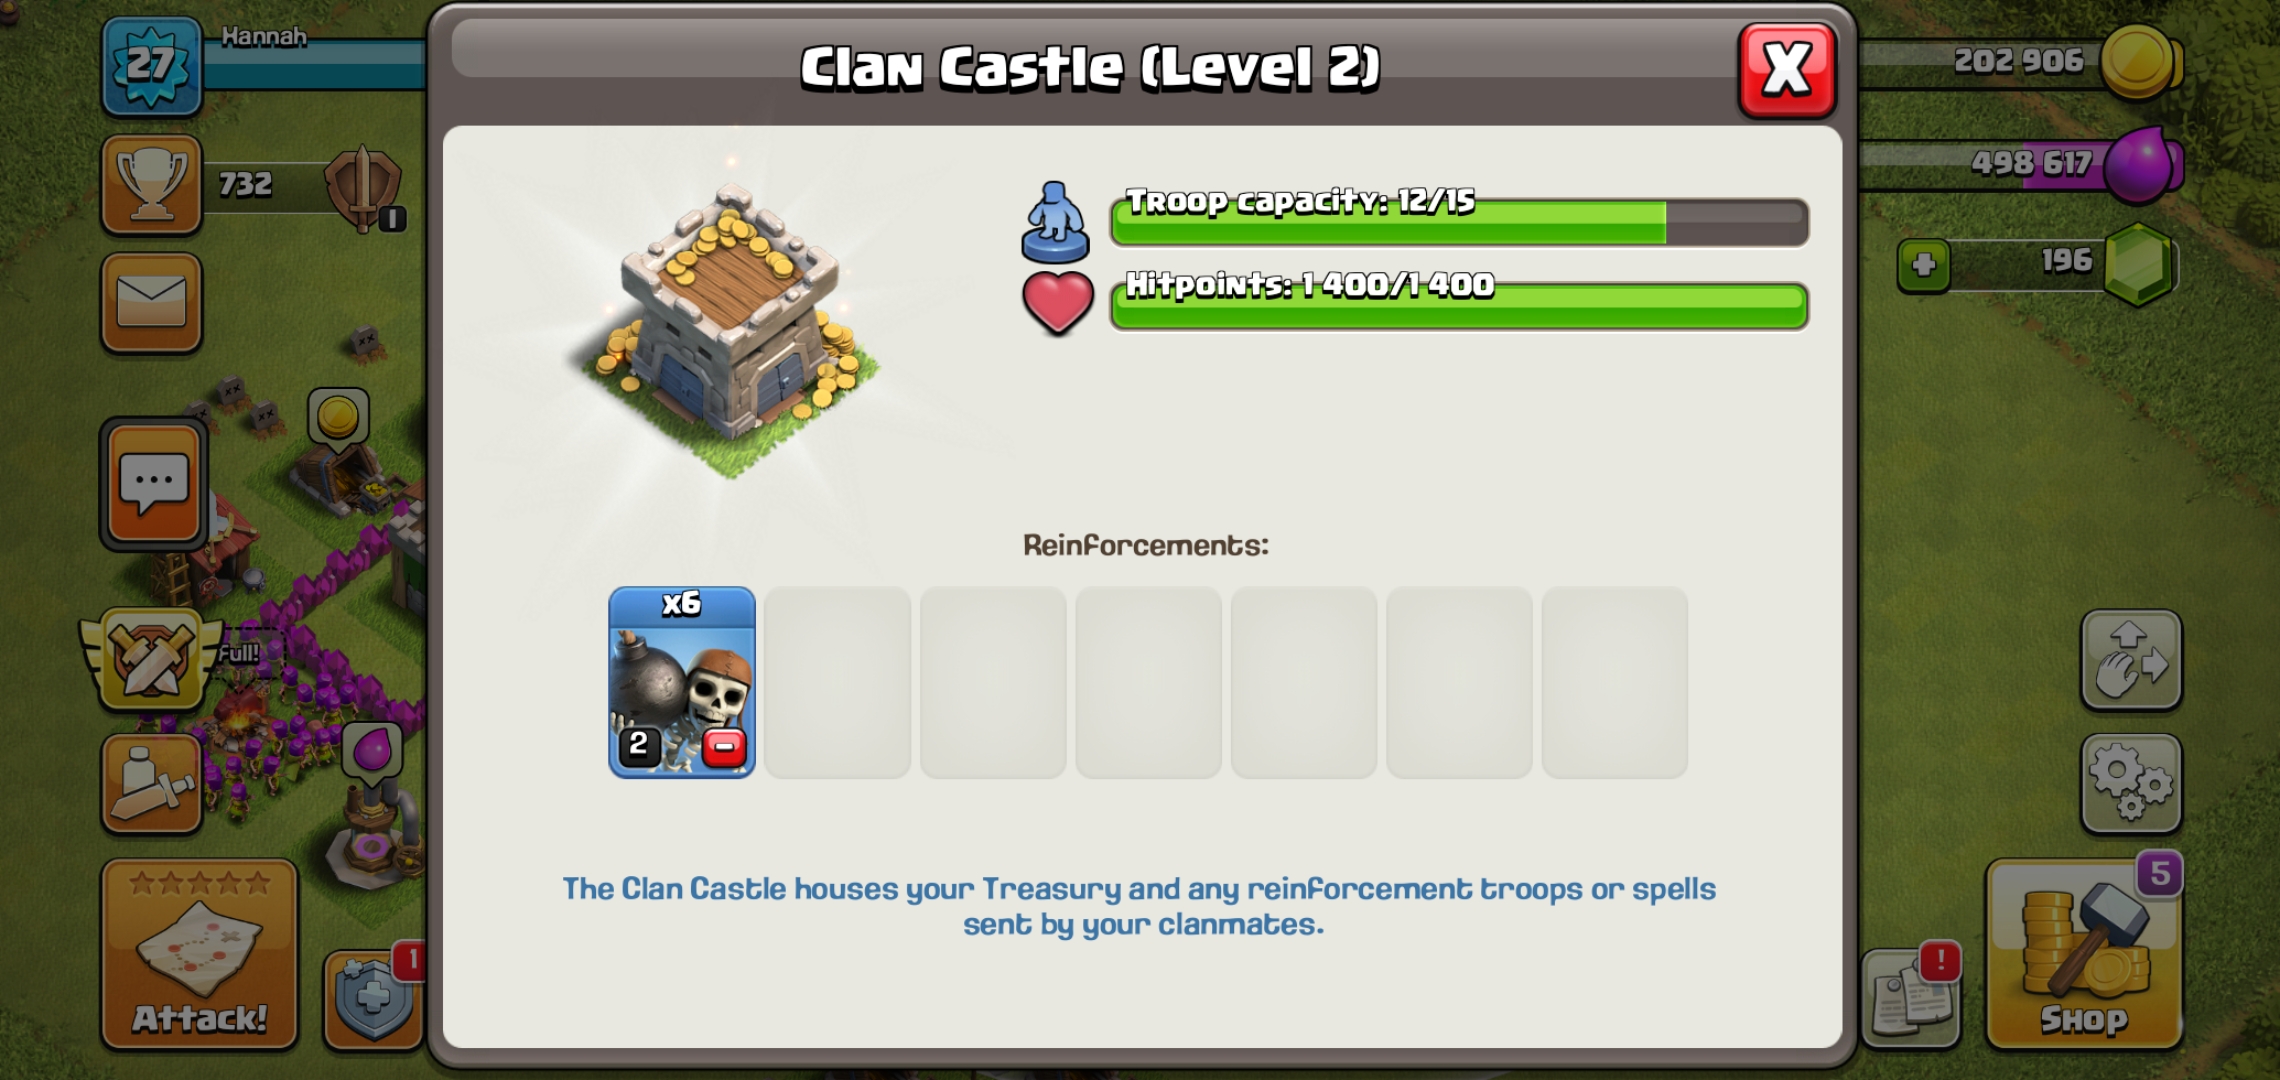 27
Hannah
Clan Castle (Level 2)
X
202 906
732
I
Troop capacity: 12/15
498 617
Hitpoints: 1 400/1 400
196
Reinforcements:
x6
Full!
2
The Clan Castle houses your Treasury and any reinforcement troops or spells
sent by your clanmates.
5
1
!
Attack!
Shop